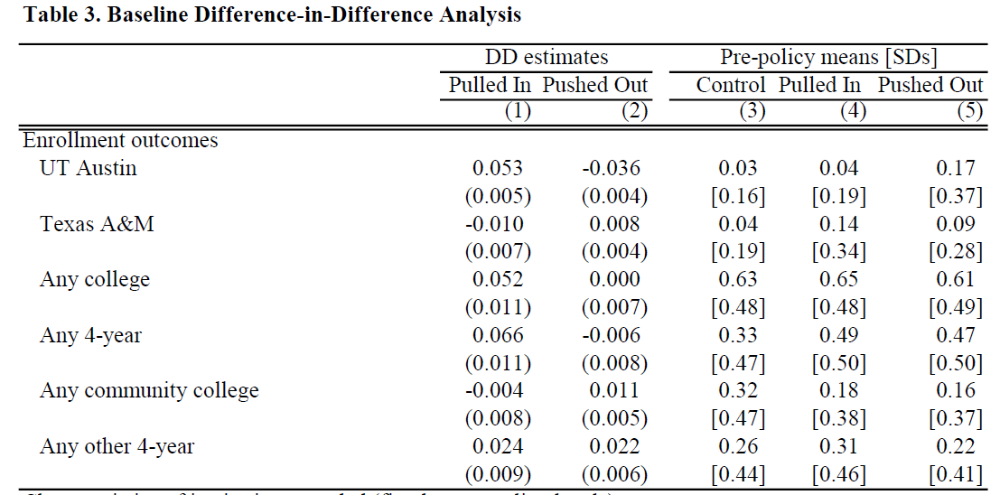 Table 3. Baseline Difference-in-Difference Analysis
DD estimates Pre-policy means [SDs]
Pulled In Pushed Out Control Pulled In Pushed Out
(1) (2) (3) (4) (5)
Enrollment outcomes
UT Austin 0.053 -0.036 0.03 0.04 0.17
(0.005) (0.004) [0.16] [0.19] [0.37]
Texas A&M -0.010 0.008 0.04 0.14 0.09
(0.007) (0.004) [0.19] [0.34] [0.28]
Any college 0.052 0.000 0.63 0.65 0.61
(0.011) (0.007) [0.48] [0.48] [0.49]
Any 4-year 0.066 -0.006 0.33 0.49 0.47
(0.011) (0.008) [0.47] [0.50] [0.50]
Any community college -0.004 0.011 0.32 0.18 0.16
(0.008) (0.005) [0.47] [0.38] [0.37]
Any other 4-year 0.024 0.022 0.26 0.31 0.22
(0.009) (0.006) [0.44] [0.46] [0.41]